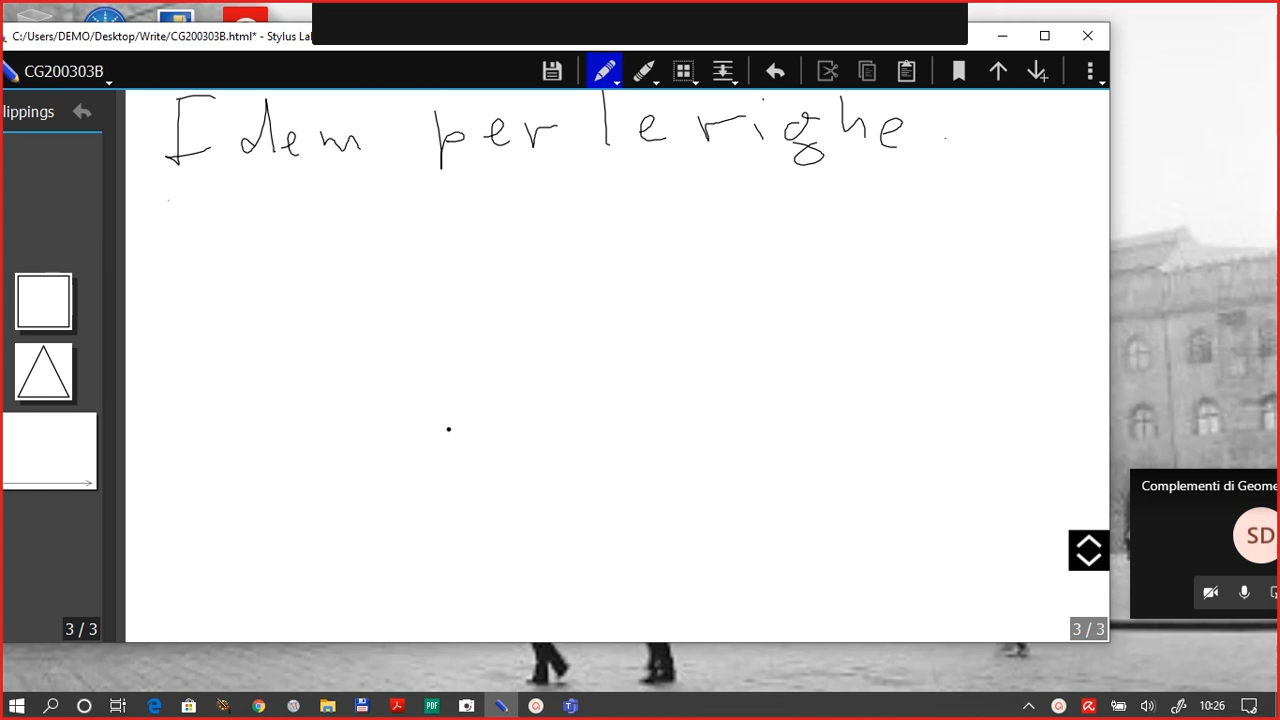 C:/Users/DEMO/Desktop/Write/CG200303B.html* - Stylus La
CG200303B
lippings
Idem per le righe.
Complementi di Geome
SD
3 / 3
3 / 3
PDF
10:26